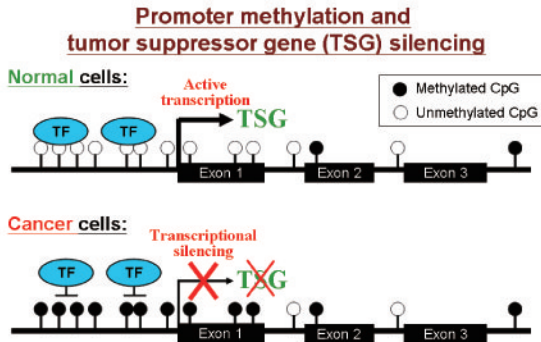 Promoter methylation and
tumor suppressor gene (TSG) silencing
Normal cells:
Active
transcription
TSG
Methylated CpG
Unmethylated CpG
TF
TF
Exon 1
Exon 2
Exon 3
Cancer cells:
Transcriptional
silencing
TSG
TF
TF
Exon 1
Exon 2
Exon 3